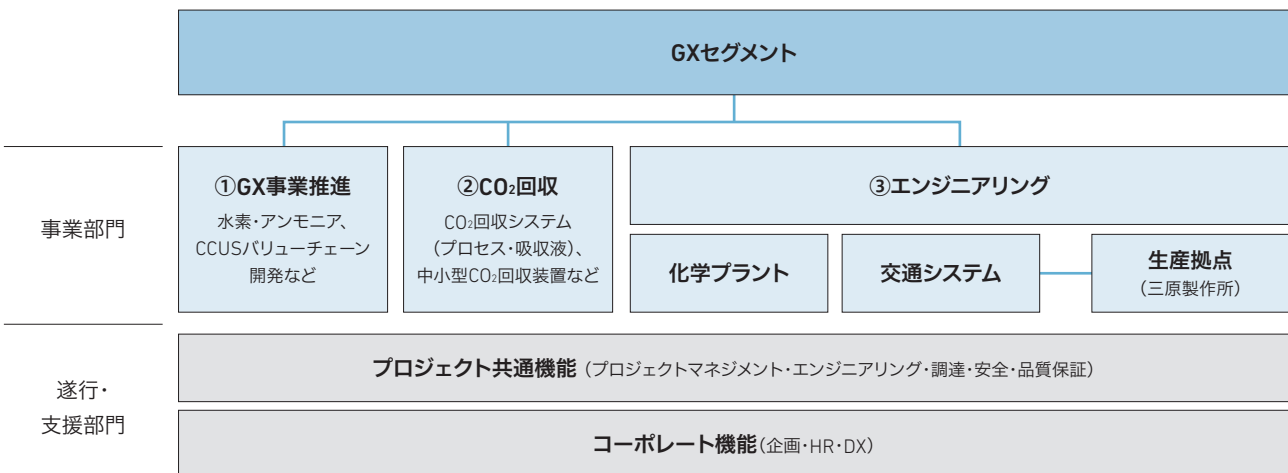 GXセグメント
事業部門
①GX事業推進
水素・アンモニア、
CCUSバリューチェーン
開発など
②CO₂回収
CO₂回収システム
（プロセス・吸収液）、
中小型CO₂回収装置など
③エンジニアリング
化学プラント
交通システム
生産拠点
（三原製作所）
遂行・
支援部門
プロジェクト共通機能（プロジェクトマネジメント・エンジニアリング・調達・安全・品質保証）
コーポレート機能（企画・HR・DX）